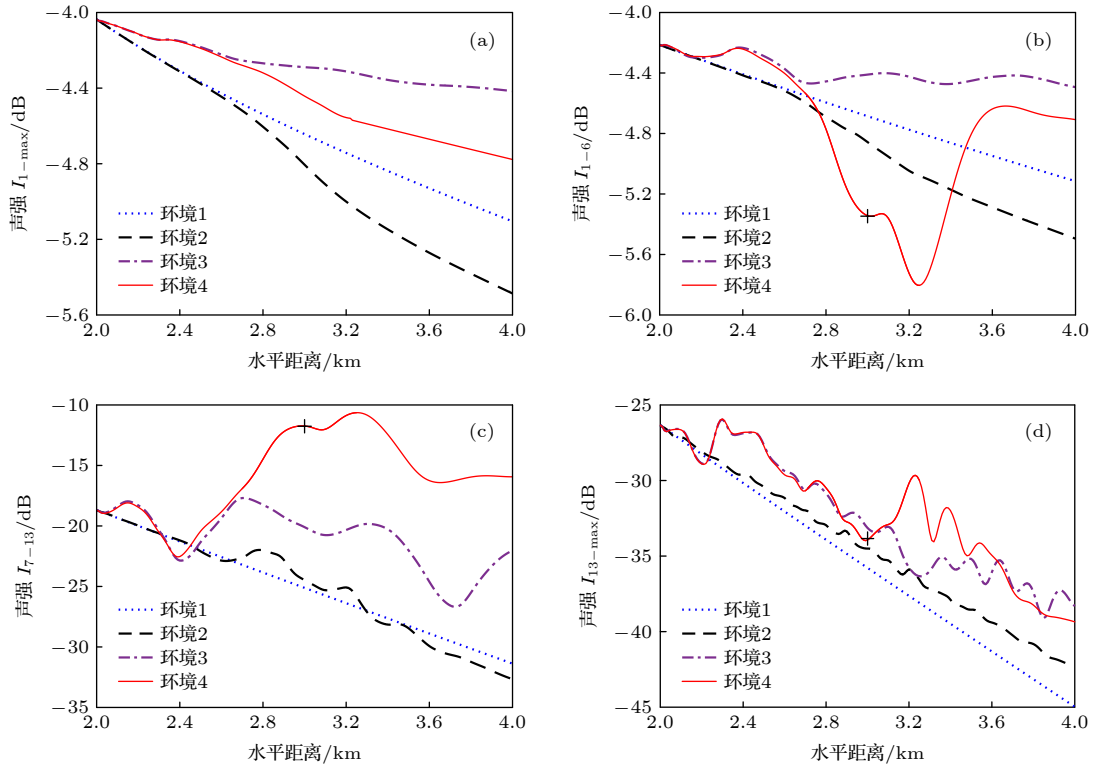 −4.0
−4.4
−4.8
−5.2
−5.6
声强 I1−max/dB
(a)
环境1
环境2
环境3
环境4
2.0 2.4 2.8 3.2 3.6 4.0
水平距离/km
−4.0
−4.4
−4.8
−5.2
−5.6
−6.0
声强 I1−6/dB
(b)
环境1
环境2
环境3
环境4
2.0 2.4 2.8 3.2 3.6 4.0
水平距离/km
−10
−15
−20
−25
−30
−35
声强 I7−13/dB
(c)
环境1
环境2
环境3
环境4
2.0 2.4 2.8 3.2 3.6 4.0
水平距离/km
−25
−30
−35
−40
−45
声强 I13−max/dB
(d)
环境1
环境2
环境3
环境4
2.0 2.4 2.8 3.2 3.6 4.0
水平距离/km